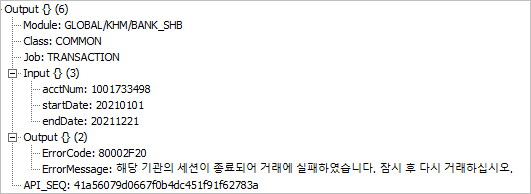 Output {} (6)
Module: GLOBAL/KHM/BANK_SHB
Class: COMMON
Job: TRANSACTION
Input {} (3)
acctNum: 1001733498
startDate: 20210101
endDate: 20211221
Output {} (2)
ErrorCode: 80002F20
ErrorMessage: 해당 기관의 세션이 종료되어 거래에 실패하였습니다. 잠시 후 다시 거래하십시오.
API_SEQ: 41a56079d0667f0b4dc451f91f62783a